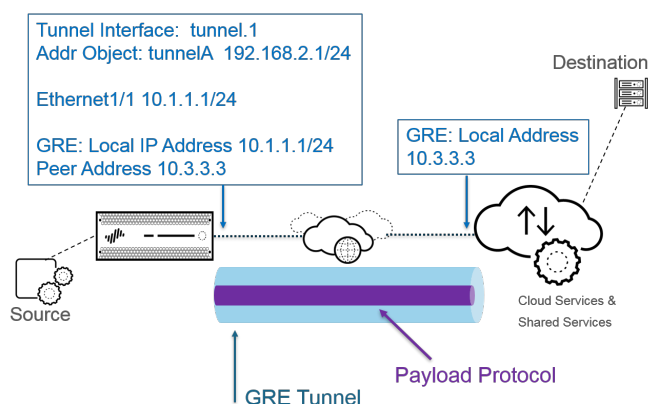 Tunnel Interface:  tunnel.1
Addr Object: tunnelA  192.168.2.1/24
Ethernet1/1 10.1.1.1/24
GRE: Local IP Address 10.1.1.1/24
Peer Address 10.3.3.3
Destination
GRE: Local Address
10.3.3.3
Source
Cloud Services &
Shared Services
Payload Protocol
GRE Tunnel